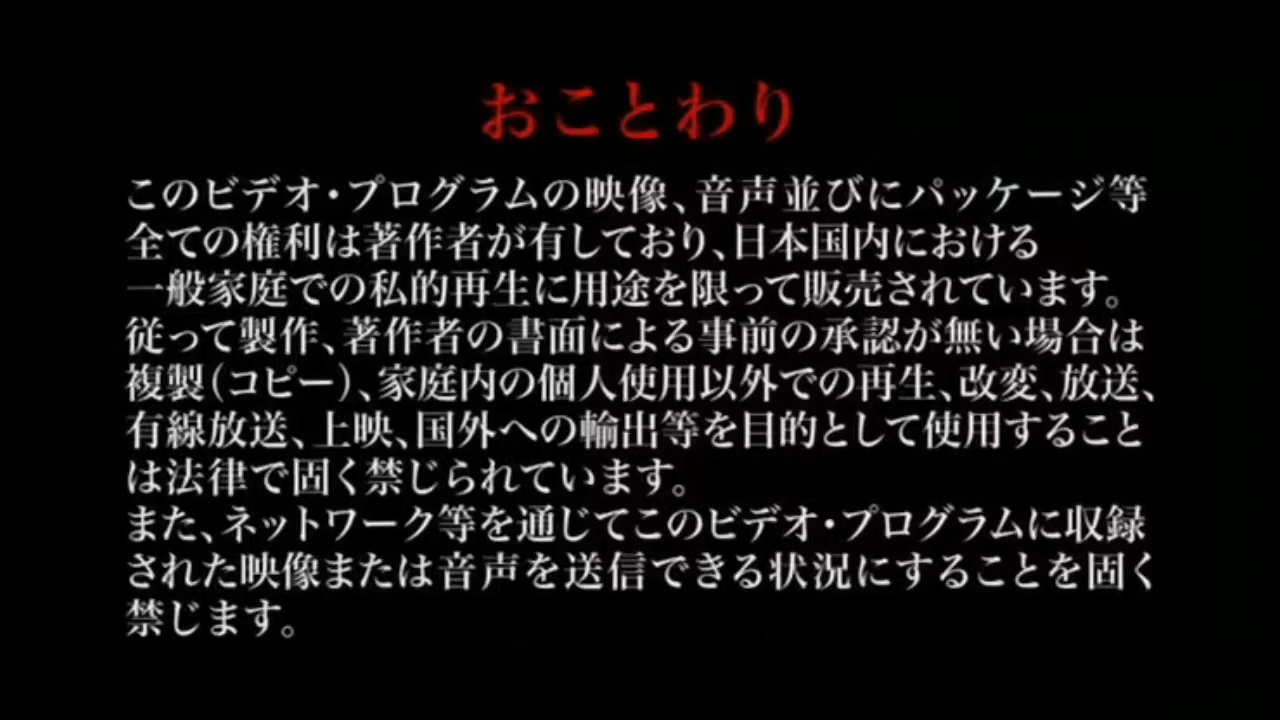 おことわり
このビデオ・プログラムの映像、音声並びにパッケージ等
全ての権利は著作者が有しており、日本国内における
一般家庭での私的再生に用途を限って販売されています。
従って製作、著作者の書面による事前の承認が無い場合は
複製(コピー)、家庭内の個人使用以外での再生、改変、放送、
有線放送、上映、国外への輸出等を目的として使用すること
は法律で固く禁じられています。
また、ネットワーク等を通じてこのビデオ・プログラムに収録
された映像または音声を送信できる状況にすることを固く
禁じます。